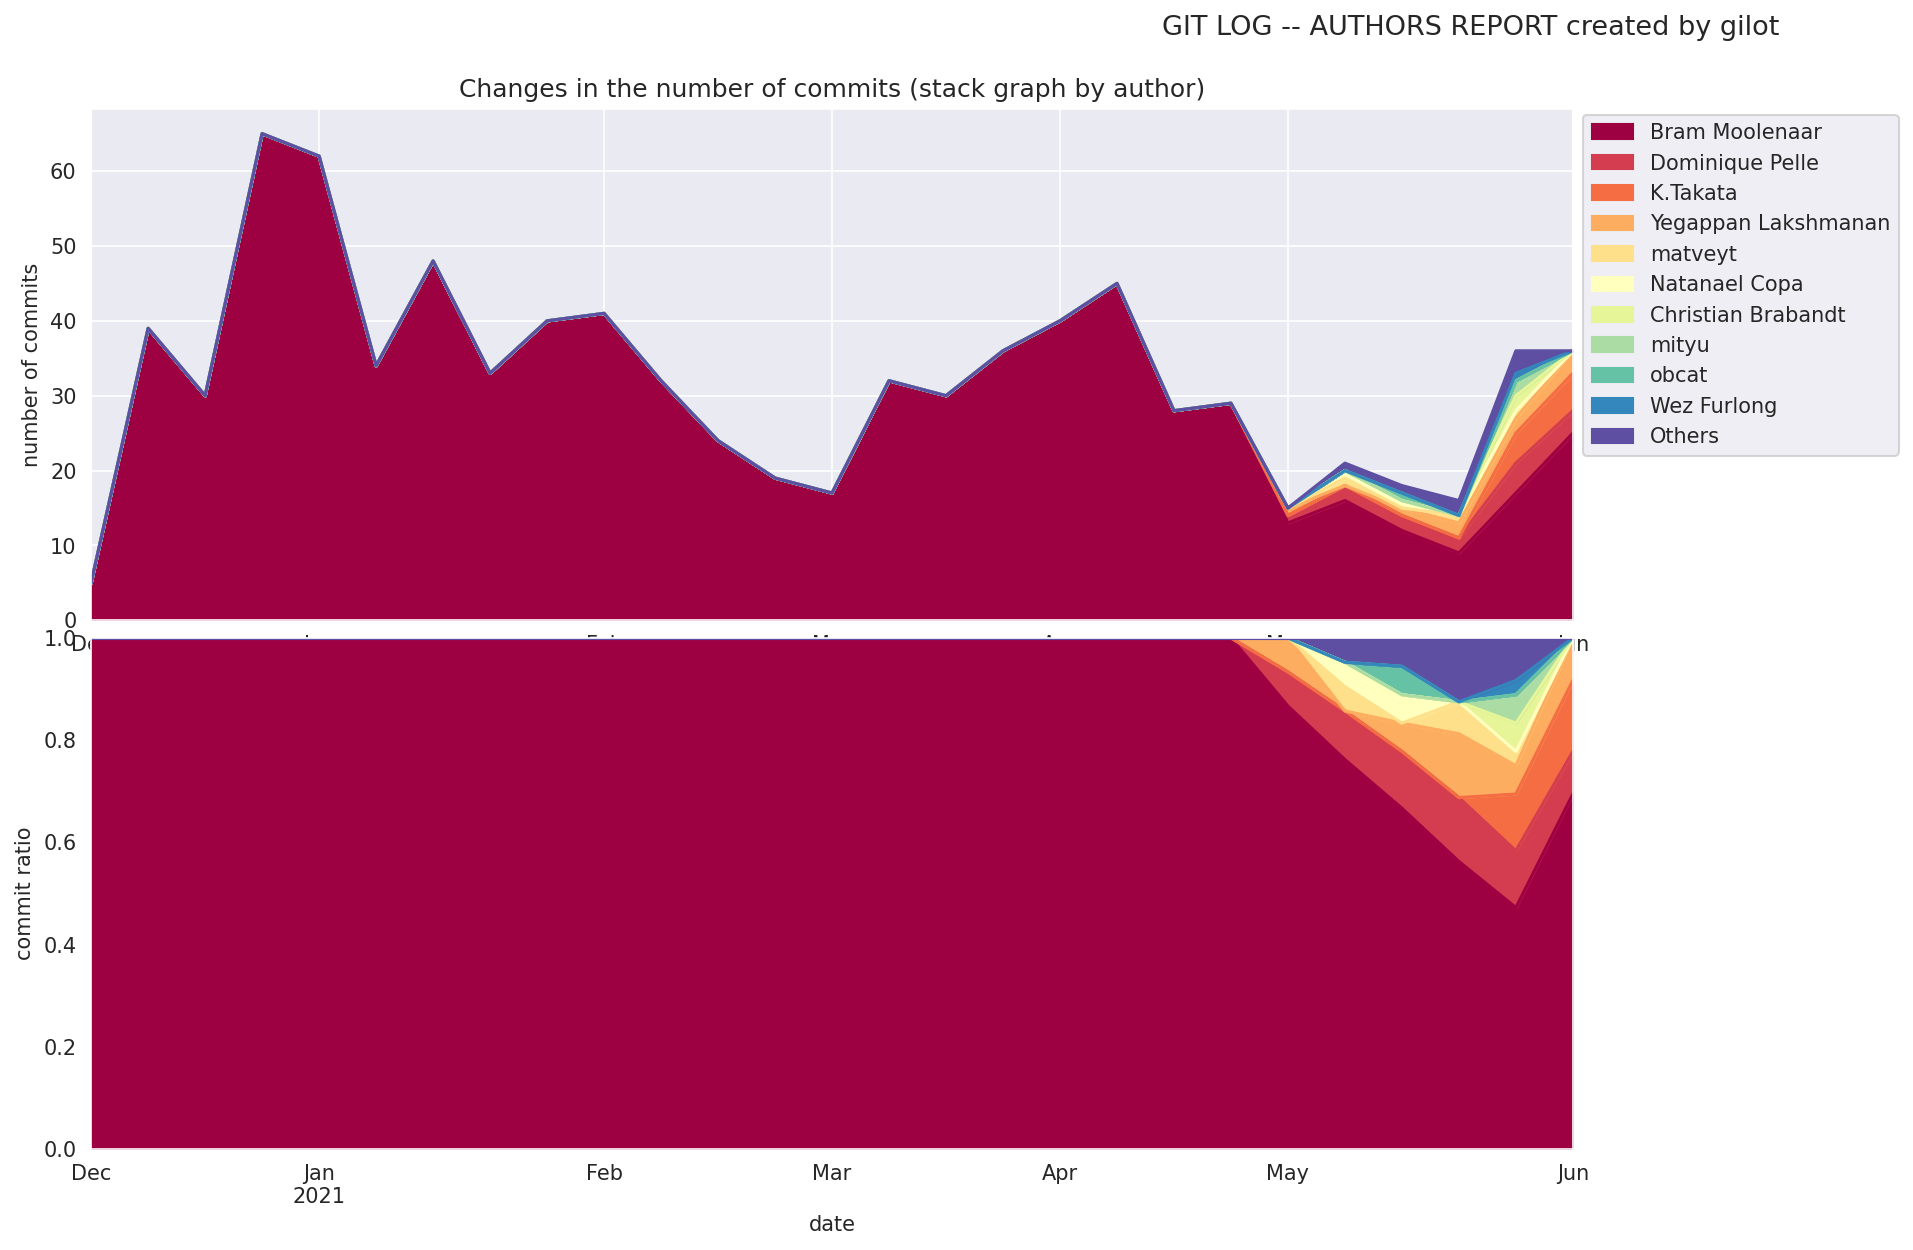 GIT LOG -- AUTHORS REPORT created by gilot
Changes in the number of commits (stack graph by author)
number of commits
60
50
40
30
20
10
0
Bram Moolenaar
Dominique Pelle
K.Takata
Yegappan Lakshmanan
matveyt
Natanael Copa
Christian Brabandt
mityu
obcat
Wez Furlong
Others
commit ratio
1.0
0.8
0.6
0.4
0.2
0.0
Dec Jan Feb Mar Apr May Jun
2021
date